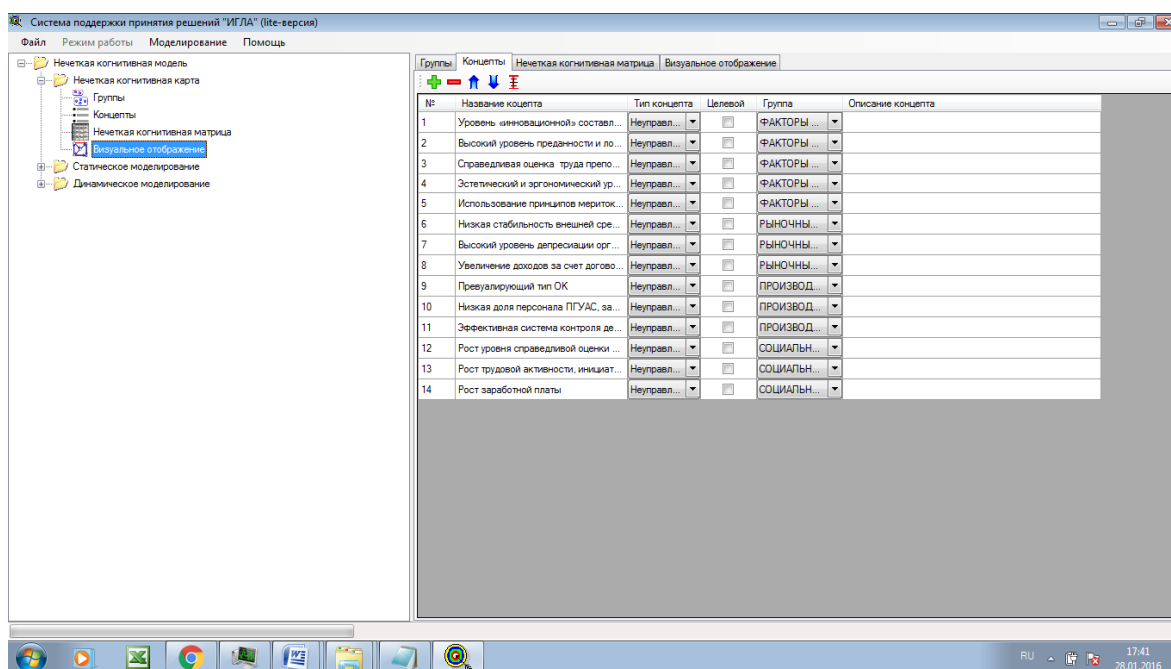 Система поддержки принятия решений "ИГЛА" (lite-версия)
Файл Режим работы Моделирование Помощь
Нечеткая когнитивная модель
Нечеткая когнитивная карта
Группы
Концепты
Нечеткая когнитивная матрица
Визуальное отображение
Статическое моделирование
Динамическое моделирование
Группы Концепты Нечеткая когнитивная матрица Визуальное отображение
№ Название коцепта Тип концепта Целевой Группа Описание концепта
1 Уровень «инновационной» составл... Неуправл... ФАКТОРЫ ...
2 Высокий уровень преданности и ло... Неуправл... ФАКТОРЫ ...
3 Справедливая оценка труда препо... Неуправл... ФАКТОРЫ ...
4 Эстетический и эргономический ур... Неуправл... ФАКТОРЫ ...
5 Использование принципов мериток... Неуправл... ФАКТОРЫ ...
6 Низкая стабильность внешней сре... Неуправл... РЫНОЧНЫ...
7 Высокий уровень депресиации орг... Неуправл... РЫНОЧНЫ...
8 Увеличение доходов за счет догово... Неуправл... РЫНОЧНЫ...
9 Превуалирующий тип ОК Неуправл... ПРОИЗВОД...
10 Низкая доля персонала ПГУАС, за... Неуправл... ПРОИЗВОД...
11 Эффективная система контроля де... Неуправл... ПРОИЗВОД...
12 Рост уровня справедливой оценки ... Неуправл... СОЦИАЛЬН...
13 Рост трудовой активности, инициат... Неуправл... СОЦИАЛЬН...
14 Рост заработной платы Неуправл... СОЦИАЛЬН...
RU
17:41
28.01.2016